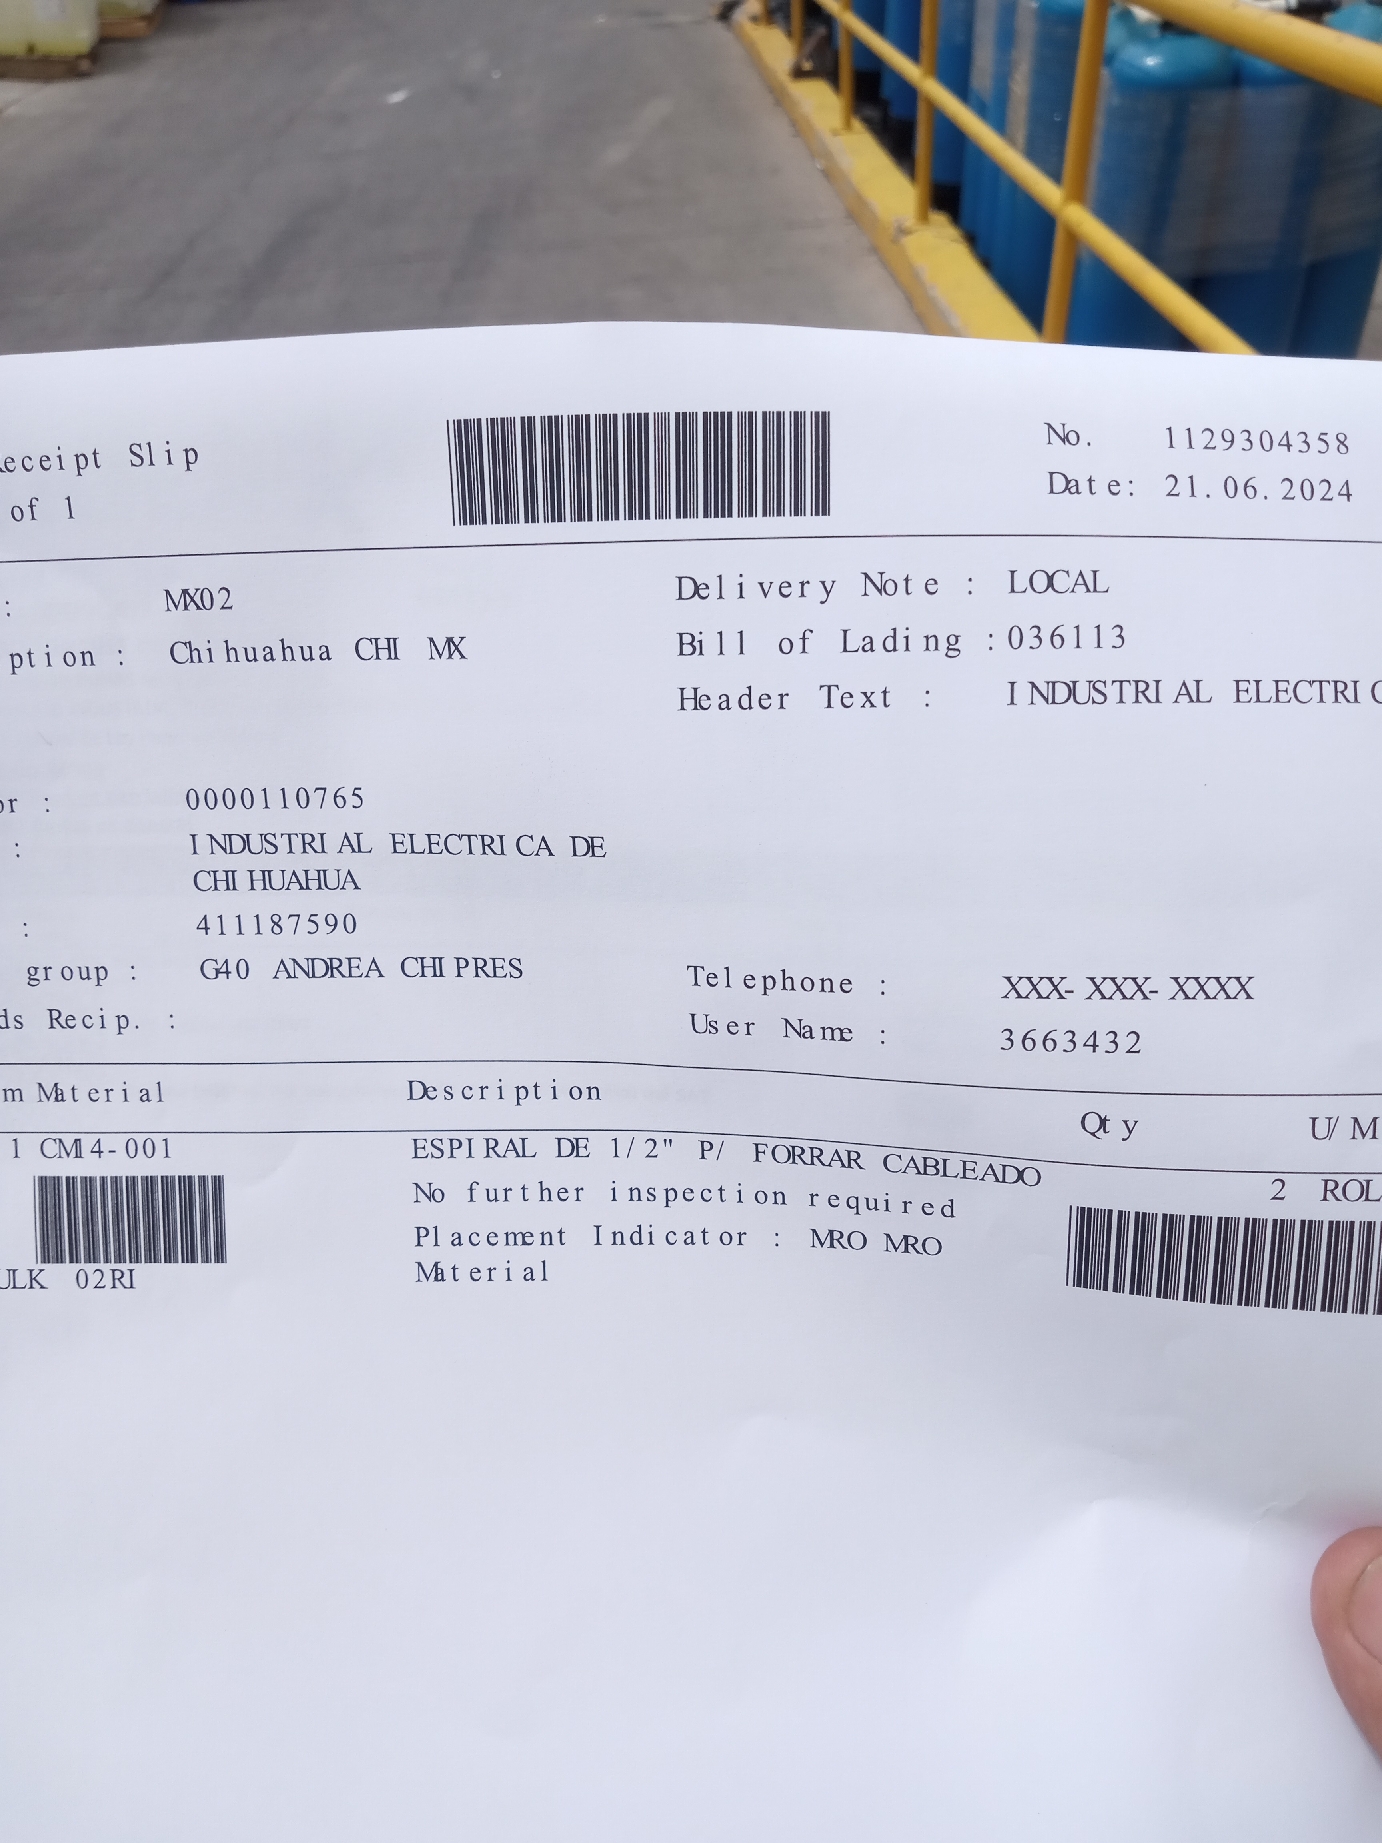 eceipt Slip
No. 1129304358
of 1
Date: 21.06.2024
: MX02
Delivery Note : LOCAL
ption : Chihuahua CHI MX
Bill of Lading : 036113
Header Text : INDUSTRIAL ELECTRIC
or : 0000110765
: INDUSTRIAL ELECTRICA DE
CHIHUAHUA
: 411187590
group : G40 ANDREA CHIPRES
Telephone : XXX-XXX-XXXX
ds Recip. :
User Name : 3663432
m Material Description Qty U/M
1 CM14-001 ESPIRAL DE 1/2" P/ FORRAR CABLEADO 2 ROL
No further inspection required
Placement Indicator : MRO MRO
Material
ULK 02RI